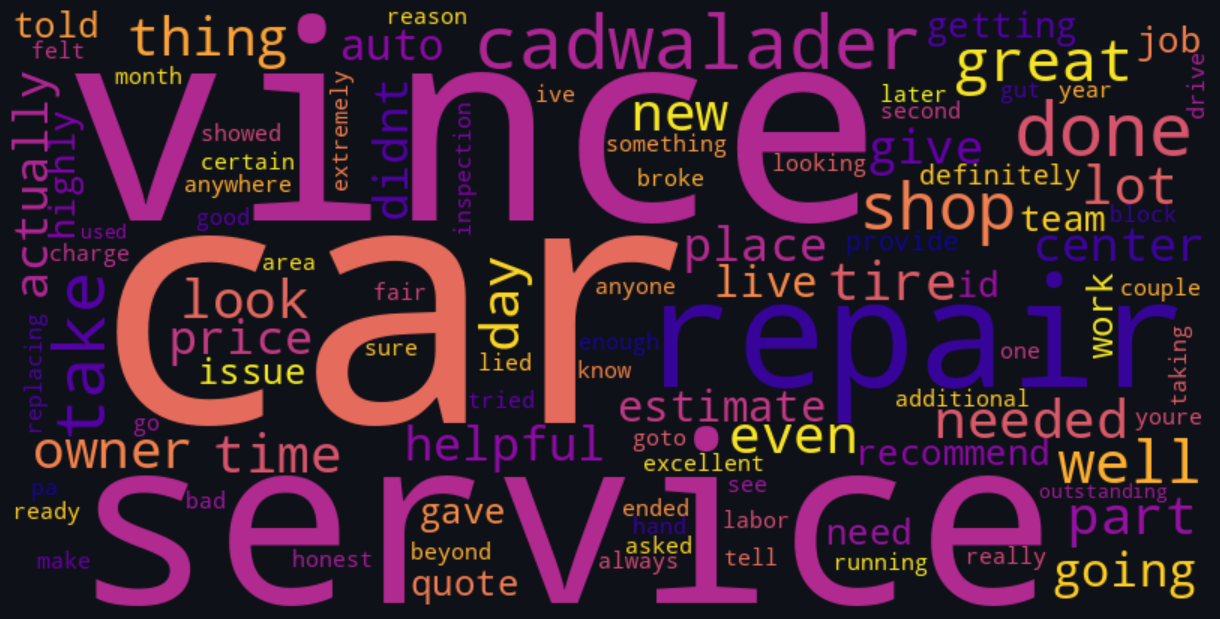 told
thing
reason
felt
auto
cadwalader
getting
job
month
vince
great
drive
actually
highly
showed
extremely
didnt
ive
new
later
gut
year
second
done
certain
anywhere
inspection
something
looking
give
broke
definitely
lot
good
shop
team
block
used
charge
place
provide
center
car
area
look
fair
day
anyone
live
tire
id
work
couple
take
price
repair
replacing
issue
sure
lied
enough
know
one
taking
tried
estimate
additional
needed
youre
go
owner
time
helpful
goto
even
recommend
well
excellent
pa
ready
bad
service
see
outstanding
gave
ended
hand
labor
need
part
make
honest
beyond
asked
always
tell
running
really
quote
going